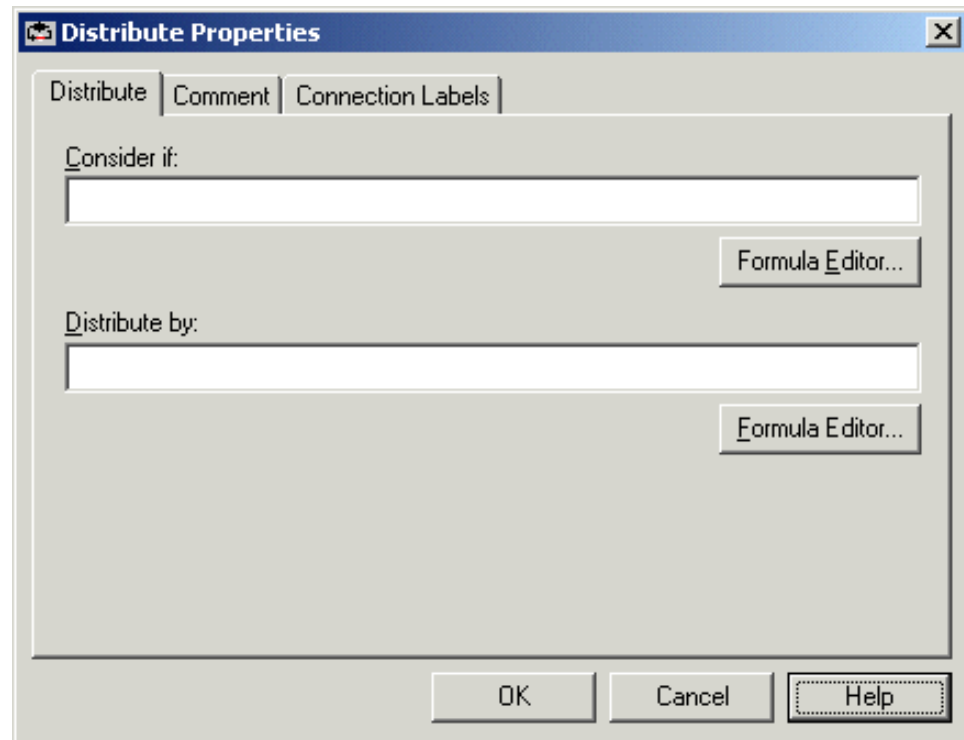 Distribute Properties
Distribute Comment Connection Labels
Consider if:
Formula Editor...
Distribute by:
Formula Editor...
OK Cancel Help